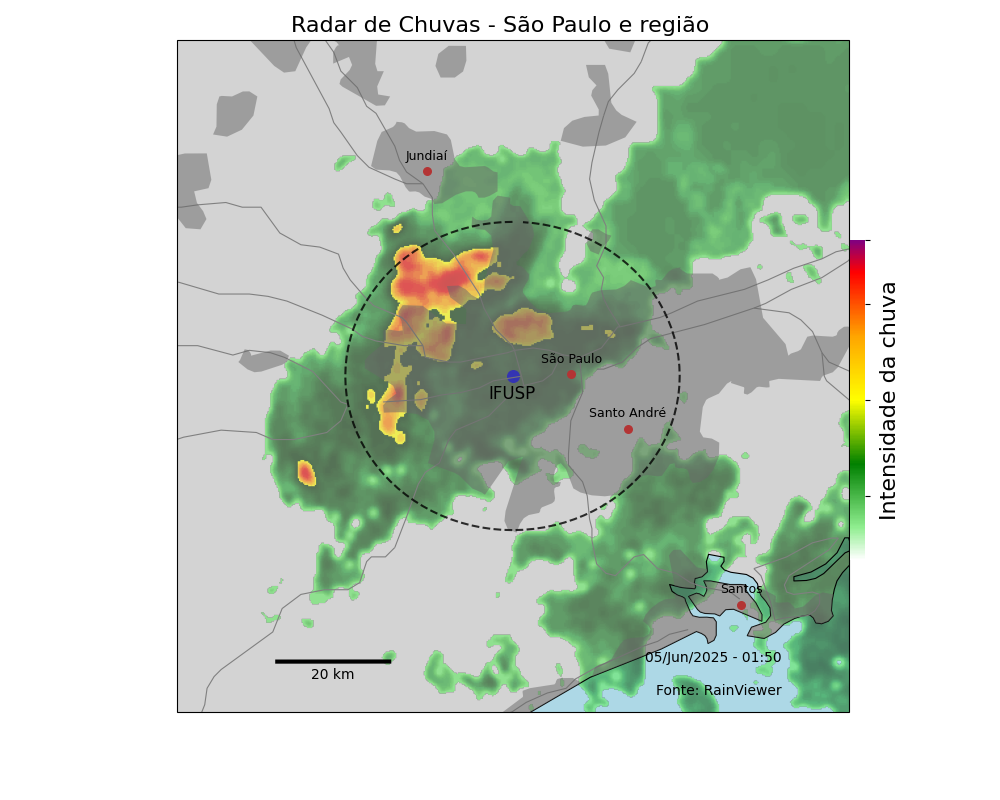 Radar de Chuvas - São Paulo e região
Jundiaí
São Paulo
IFUSP
Santo André
Santos
05/Jun/2025 - 01:50
20 km
Fonte: RainViewer
Intensidade da chuva